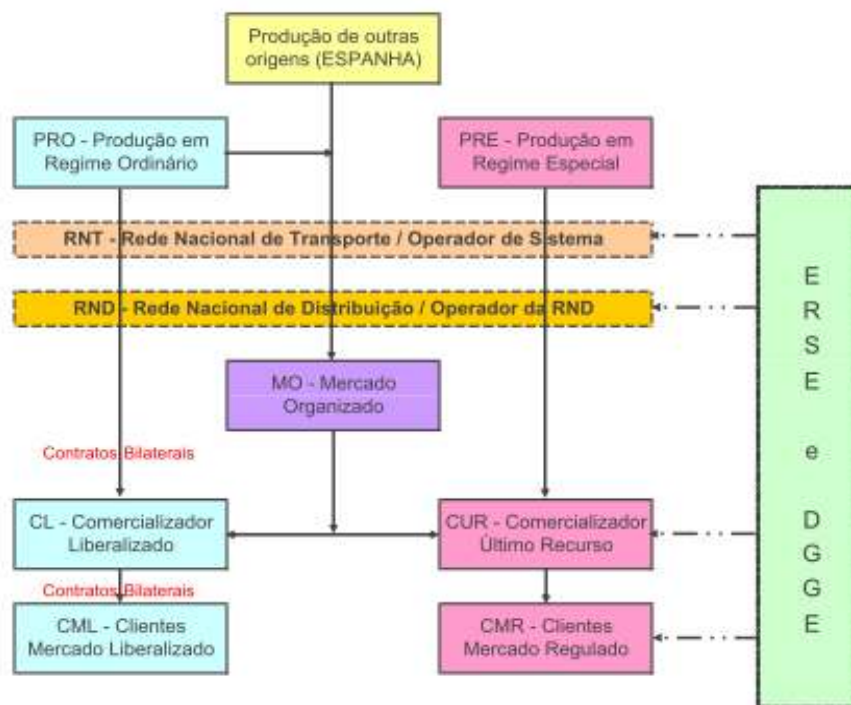 Produção de outras
origens (ESPANHA)
PRO - Produção em
Regime Ordinário
PRE - Produção em
Regime Especial
RNT - Rede Nacional de Transporte / Operador de Sistema
RND - Rede Nacional de Distribuição / Operador da RND
MO - Mercado
Organizado
Contratos Bilaterais
CL - Comercializador
Liberalizado
CUR - Comercializador
Último Recurso
Contratos Bilaterais
CML - Clientes
Mercado Liberalizado
CMR - Clientes
Mercado Regulado
E
R
S
E
e
D
G
G
E